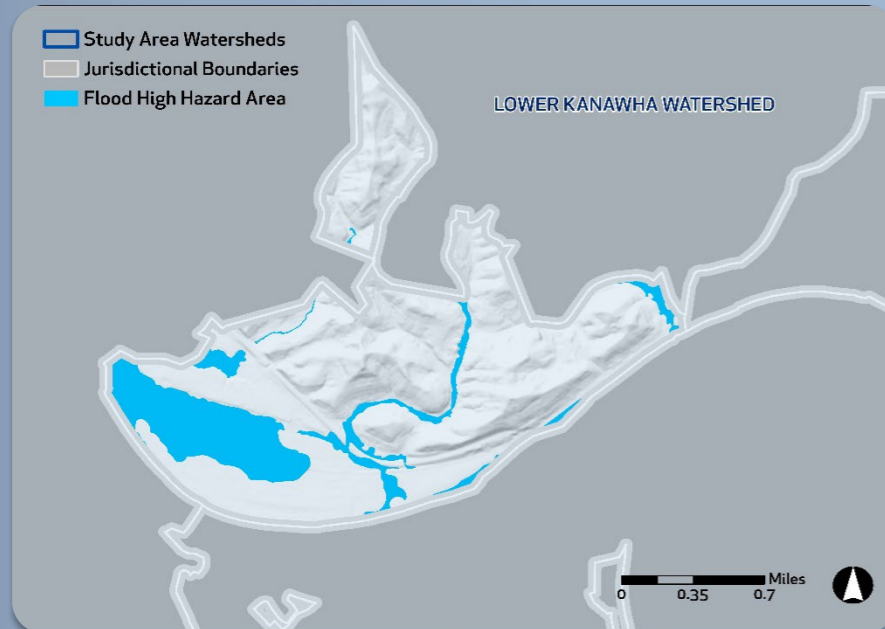 Study Area Watersheds
Jurisdictional Boundaries
Flood High Hazard Area
LOWER KANAWHA WATERSHED
Miles
0 0.35 0.7